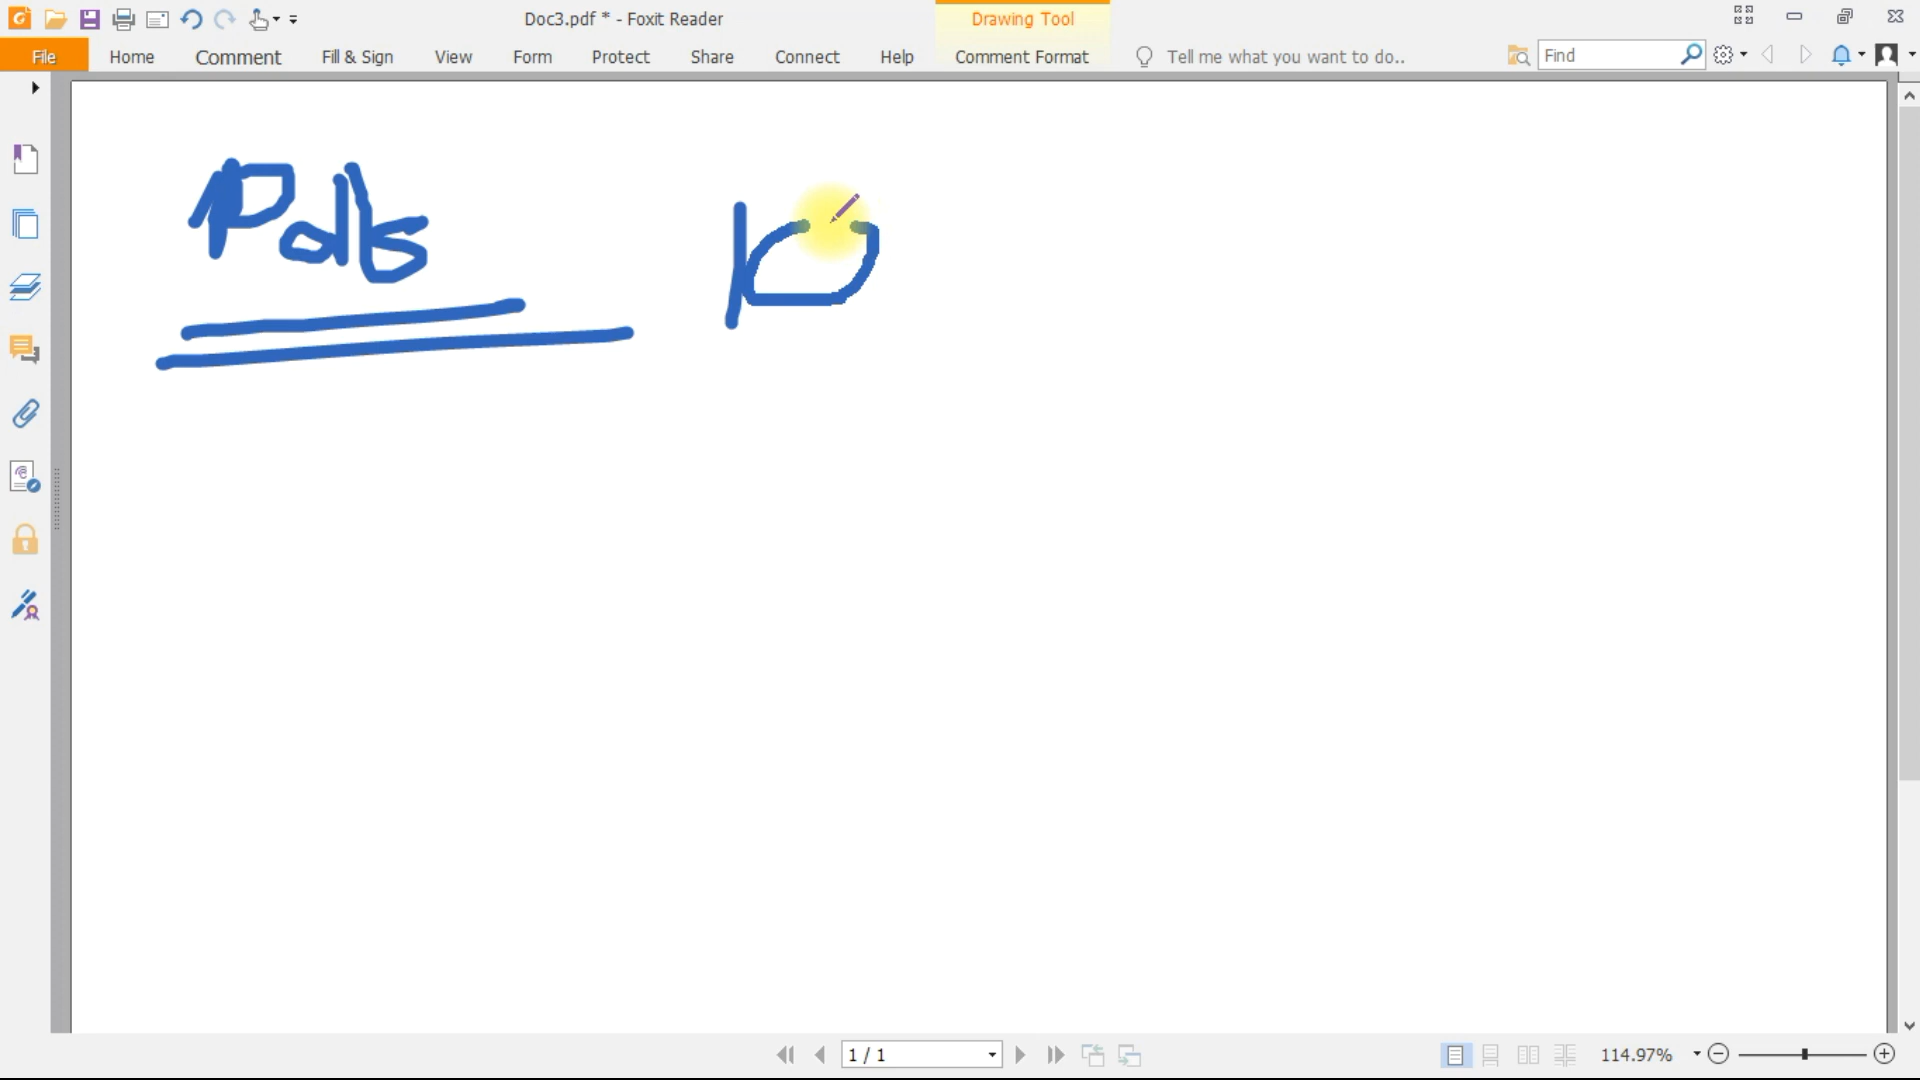 Doc3.pdf * - Foxit Reader
Drawing Tool
File Home Comment Fill & Sign View Form Protect Share Connect Help Comment Format Tell me what you want to do.. Find
10
1 / 1
114.97%